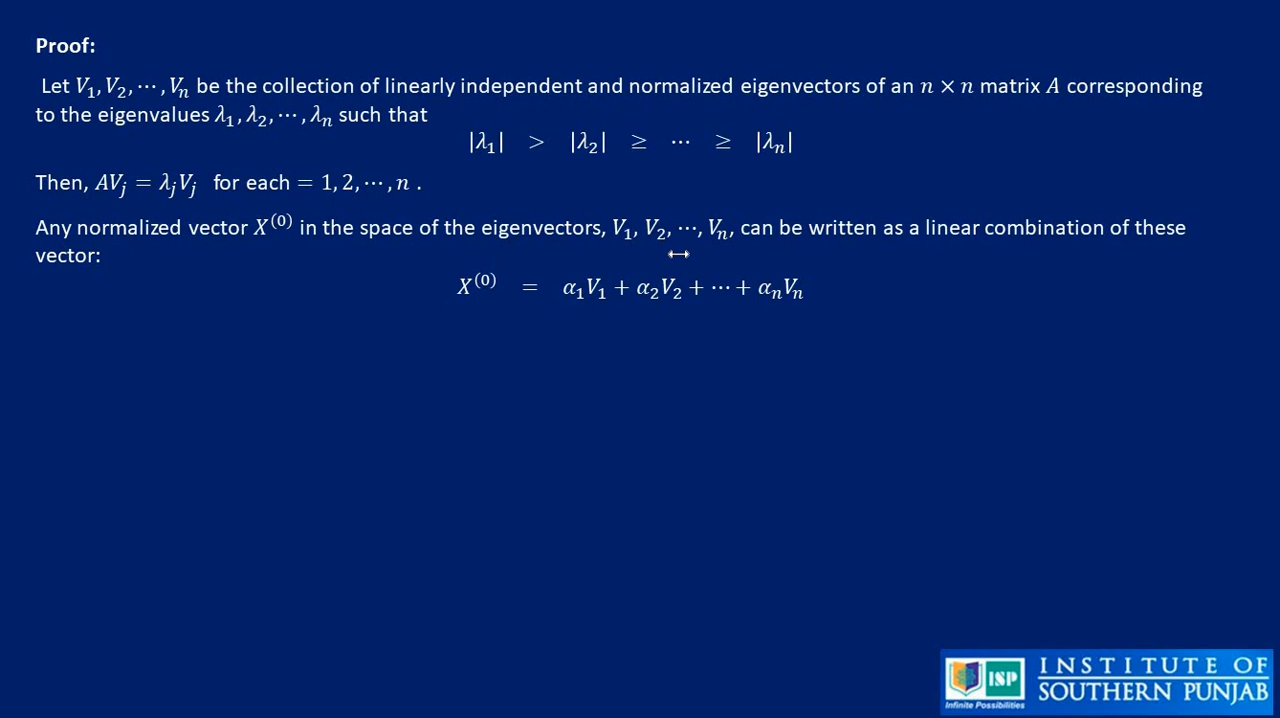 Proof:
Let V₁, V₂, ⋯ , Vₙ be the collection of linearly independent and normalized eigenvectors of an n × n matrix A corresponding
to the eigenvalues λ₁, λ₂, ⋯ , λₙ such that
|λ₁| > |λ₂| ≥ ⋯ ≥ |λₙ|
Then, AVⱼ = λⱼVⱼ for each = 1, 2, ⋯ , n .
Any normalized vector X⁽⁰⁾ in the space of the eigenvectors, V₁, V₂, ⋯, Vₙ, can be written as a linear combination of these
vector:
X⁽⁰⁾ = α₁V₁ + α₂V₂ + ⋯ + αₙVₙ
ISP
Infinite Possibilities
INSTITUTE OF
SOUTHERN PUNJAB